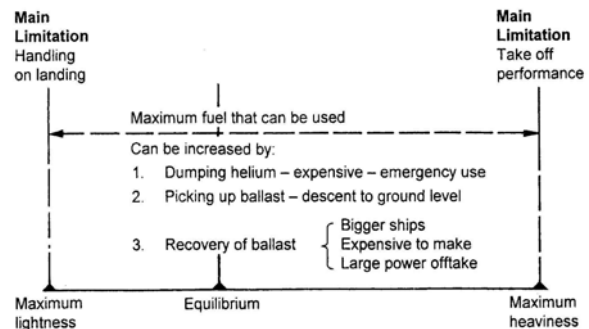 Main
Limitation
Handling
on landing
Main
Limitation
Take off
performance
Maximum fuel that can be used
Can be increased by:
1. Dumping helium – expensive – emergency use
2. Picking up ballast – descent to ground level
3. Recovery of ballast
Bigger ships
Expensive to make
Large power offtake
Maximum
lightness
Equilibrium
Maximum
heaviness